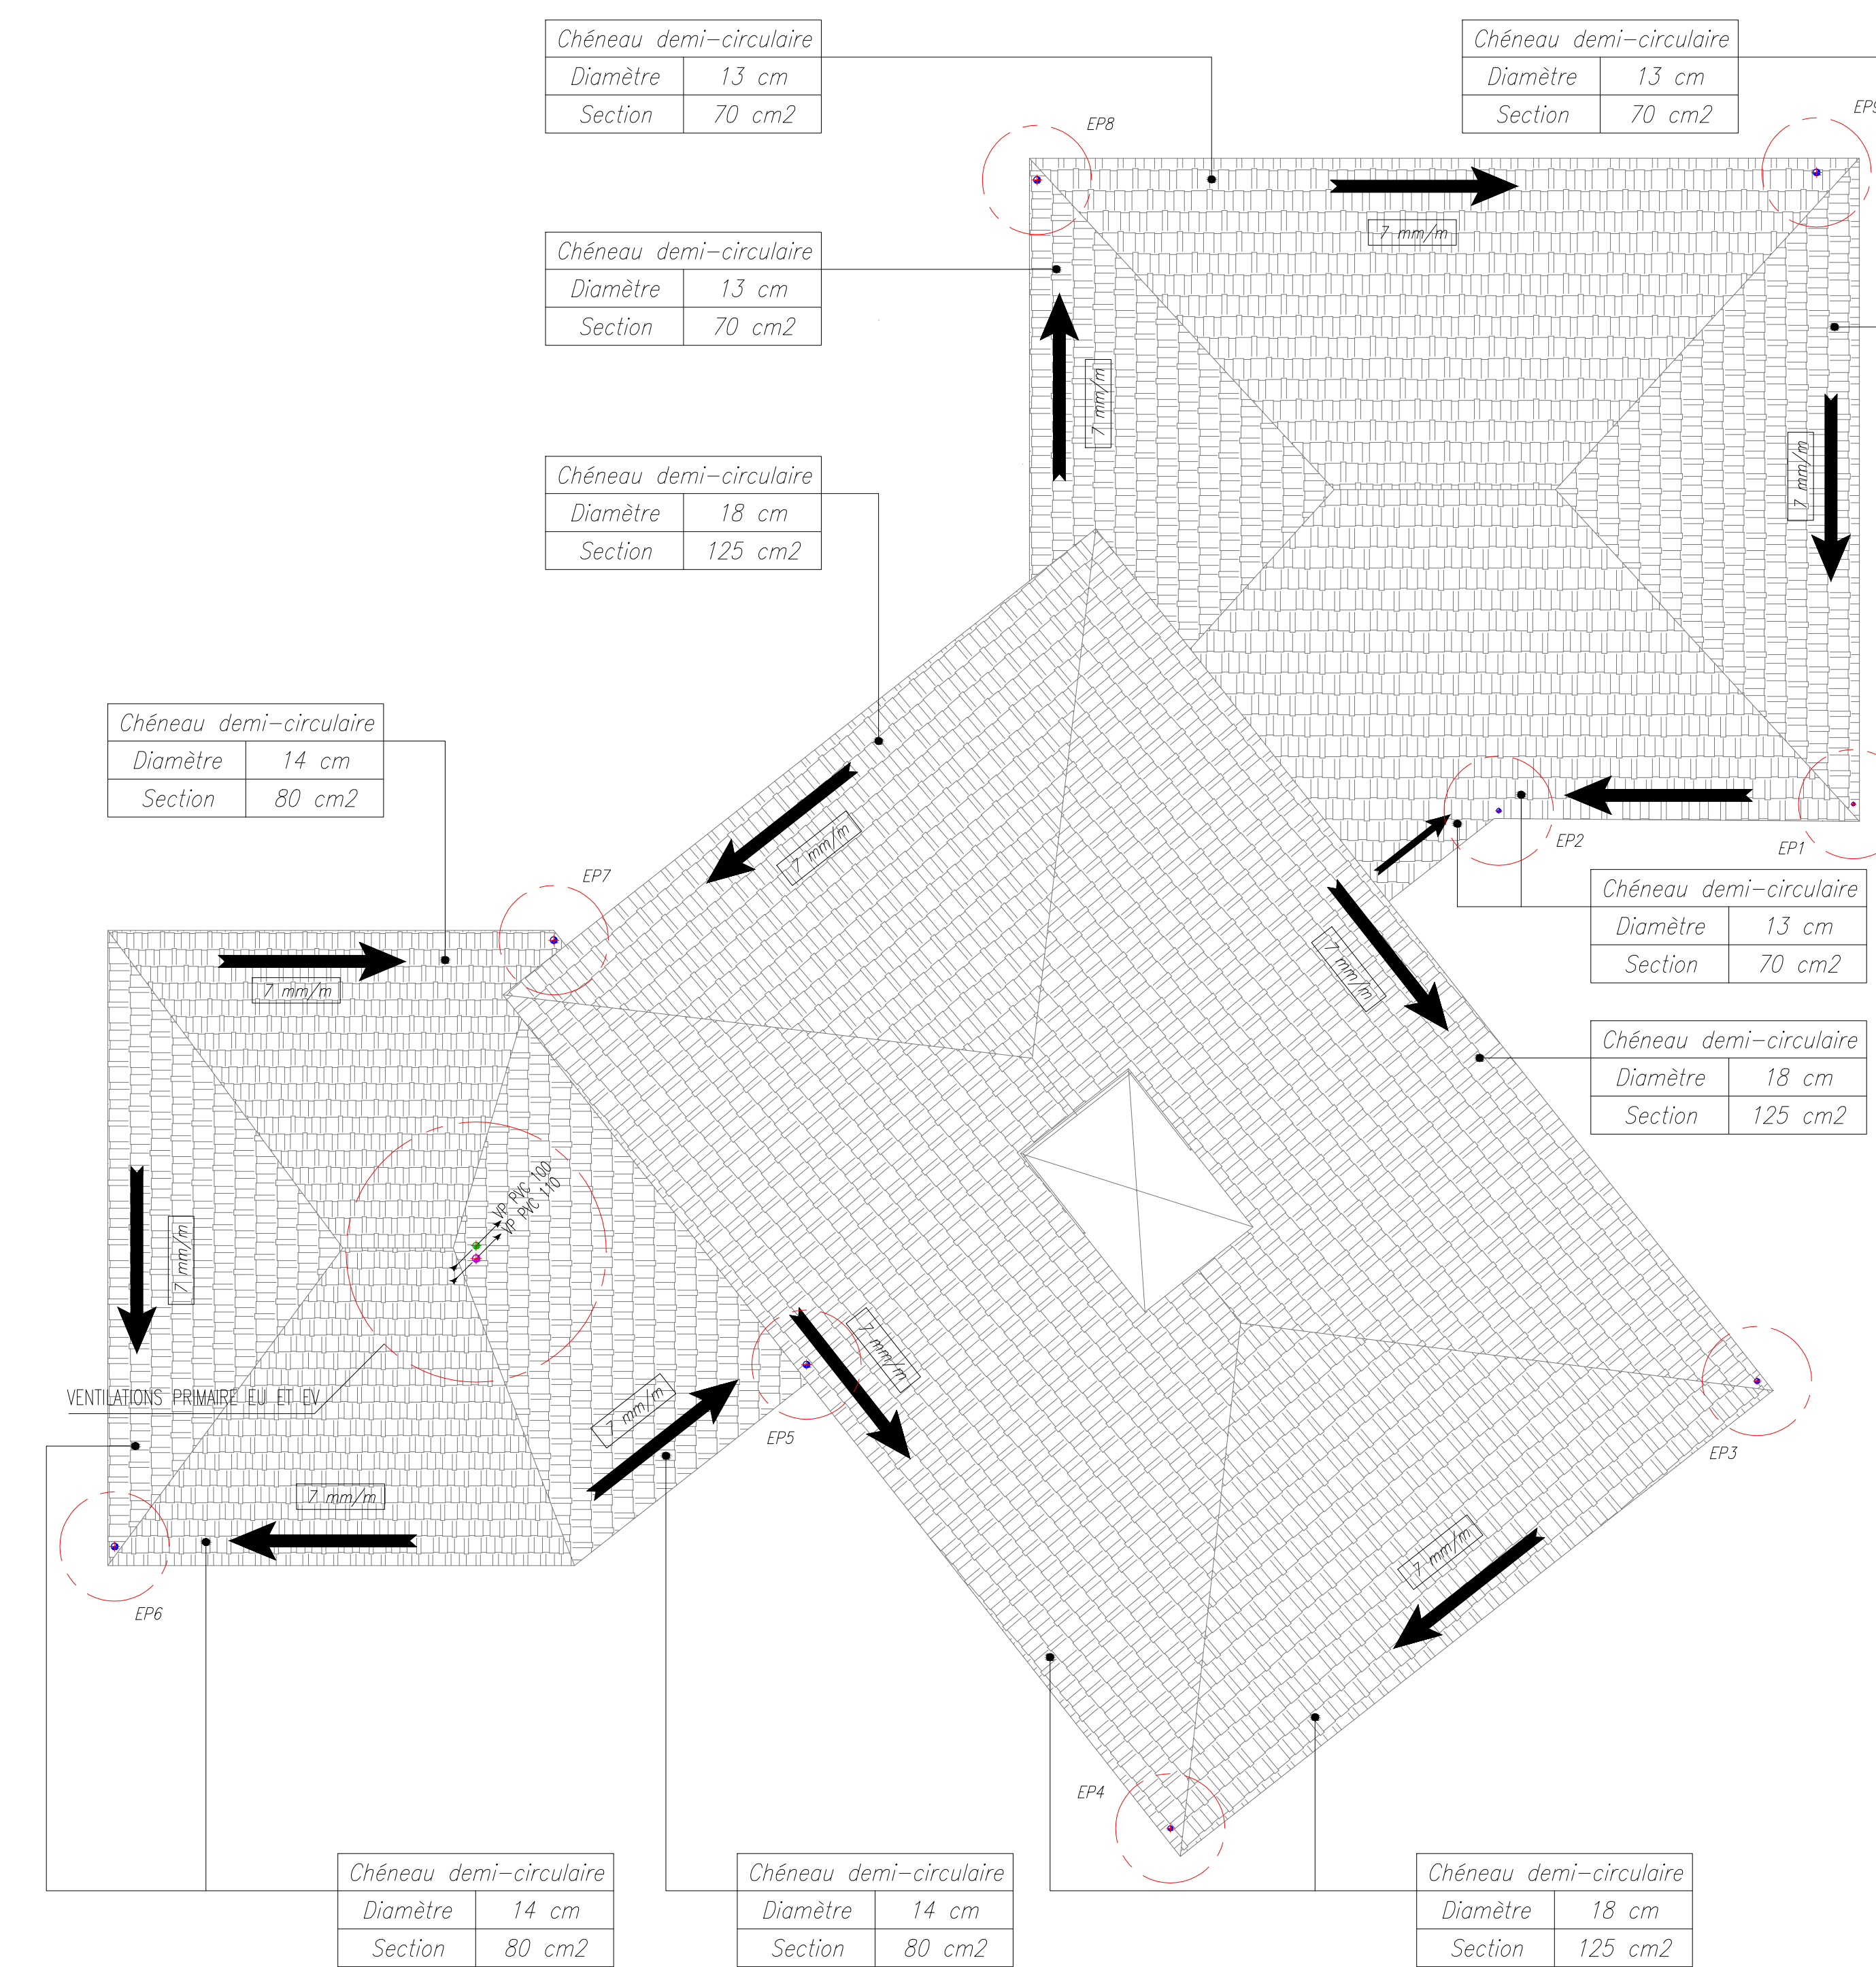 Chéneau demi-circulaire
Diamètre 13 cm
Section 70 cm2
Chéneau demi-circulaire
Diamètre 13 cm
Section 70 cm2
EP8
EP9
7 mm/m
Chéneau demi-circulaire
Diamètre 13 cm
Section 70 cm2
7 mm/m
7 mm/m
Chéneau demi-circulaire
Diamètre 18 cm
Section 125 cm2
Chéneau demi-circulaire
Diamètre 14 cm
Section 80 cm2
7 mm/m
EP7
EP2
EP1
Chéneau demi-circulaire
Diamètre 13 cm
Section 70 cm2
7 mm/m
7 mm/m
Chéneau demi-circulaire
Diamètre 18 cm
Section 125 cm2
VP PVC 100
VP PVC 110
7 mm/m
7 mm/m
VENTILATIONS PRIMAIRE EU ET EV
7 mm/m
EP5
EP3
7 mm/m
7 mm/m
EP6
EP4
Chéneau demi-circulaire
Diamètre 14 cm
Section 80 cm2
Chéneau demi-circulaire
Diamètre 14 cm
Section 80 cm2
Chéneau demi-circulaire
Diamètre 18 cm
Section 125 cm2